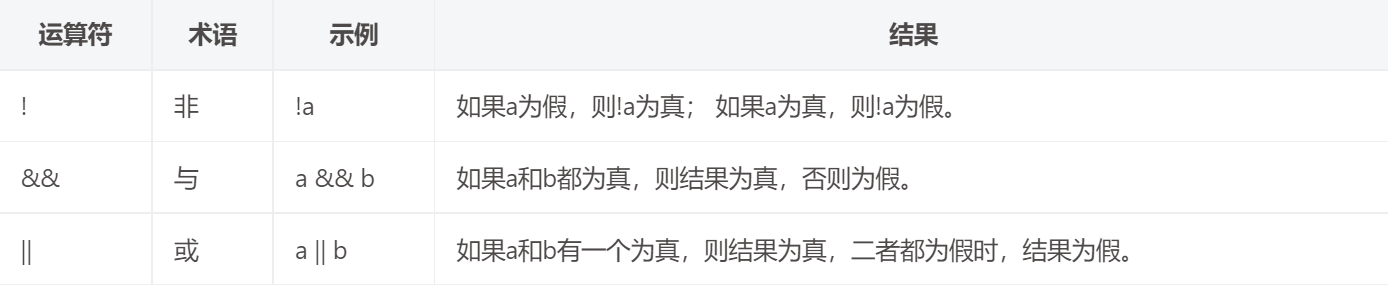 运算符 术语 示例 结果
! 非 !a 如果a为假，则!a为真； 如果a为真，则!a为假。
&& 与 a && b 如果a和b都为真，则结果为真，否则为假。
|| 或 a || b 如果a和b有一个为真，则结果为真，二者都为假时，结果为假。